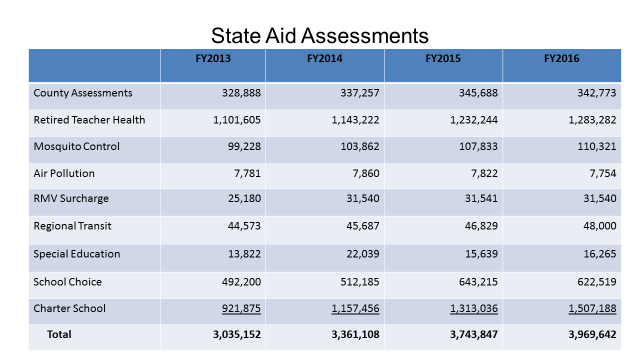 State Aid Assessments
FY2013 FY2014 FY2015 FY2016
County Assessments 328,888 337,257 345,688 342,773
Retired Teacher Health 1,101,605 1,143,222 1,232,244 1,283,282
Mosquito Control 99,228 103,862 107,833 110,321
Air Pollution 7,781 7,860 7,822 7,754
RMV Surcharge 25,180 31,540 31,541 31,540
Regional Transit 44,573 45,687 46,829 48,000
Special Education 13,822 22,039 15,639 16,265
School Choice 492,200 512,185 643,215 622,519
Charter School 921,875 1,157,456 1,313,036 1,507,188
Total 3,035,152 3,361,108 3,743,847 3,969,642